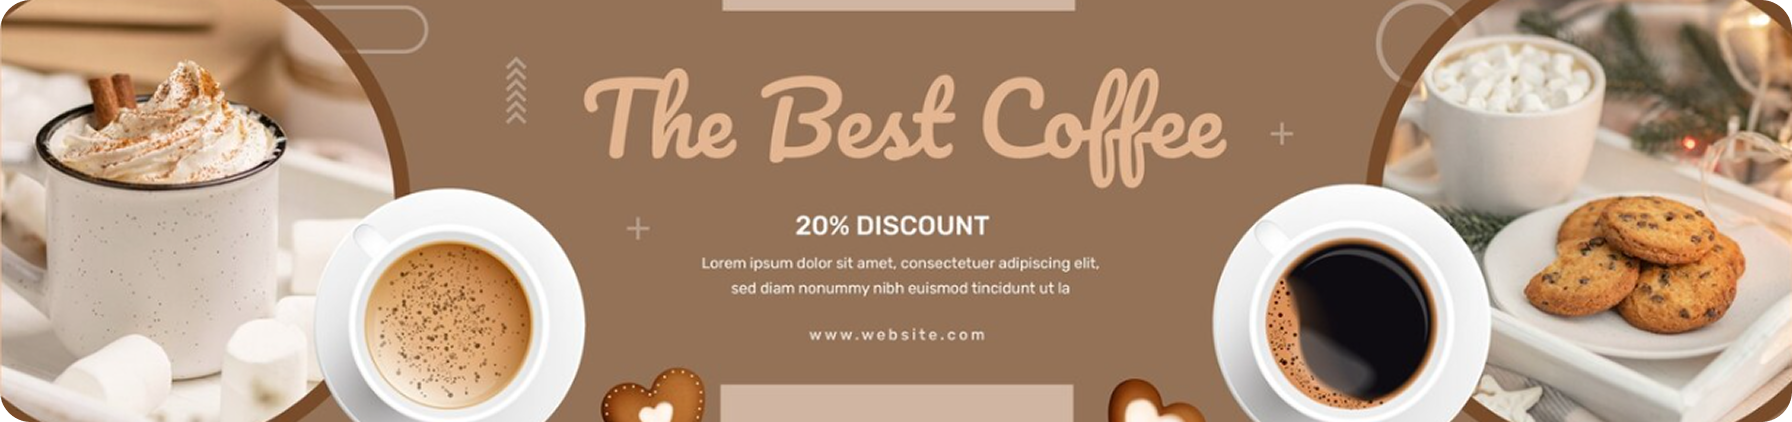 The Best Coffee
20% DISCOUNT
Lorem ipsum dolor sit amet, consectetuer adipiscing elit,
sed diam nonummy nibh euismod tincidunt ut la
www.website.com